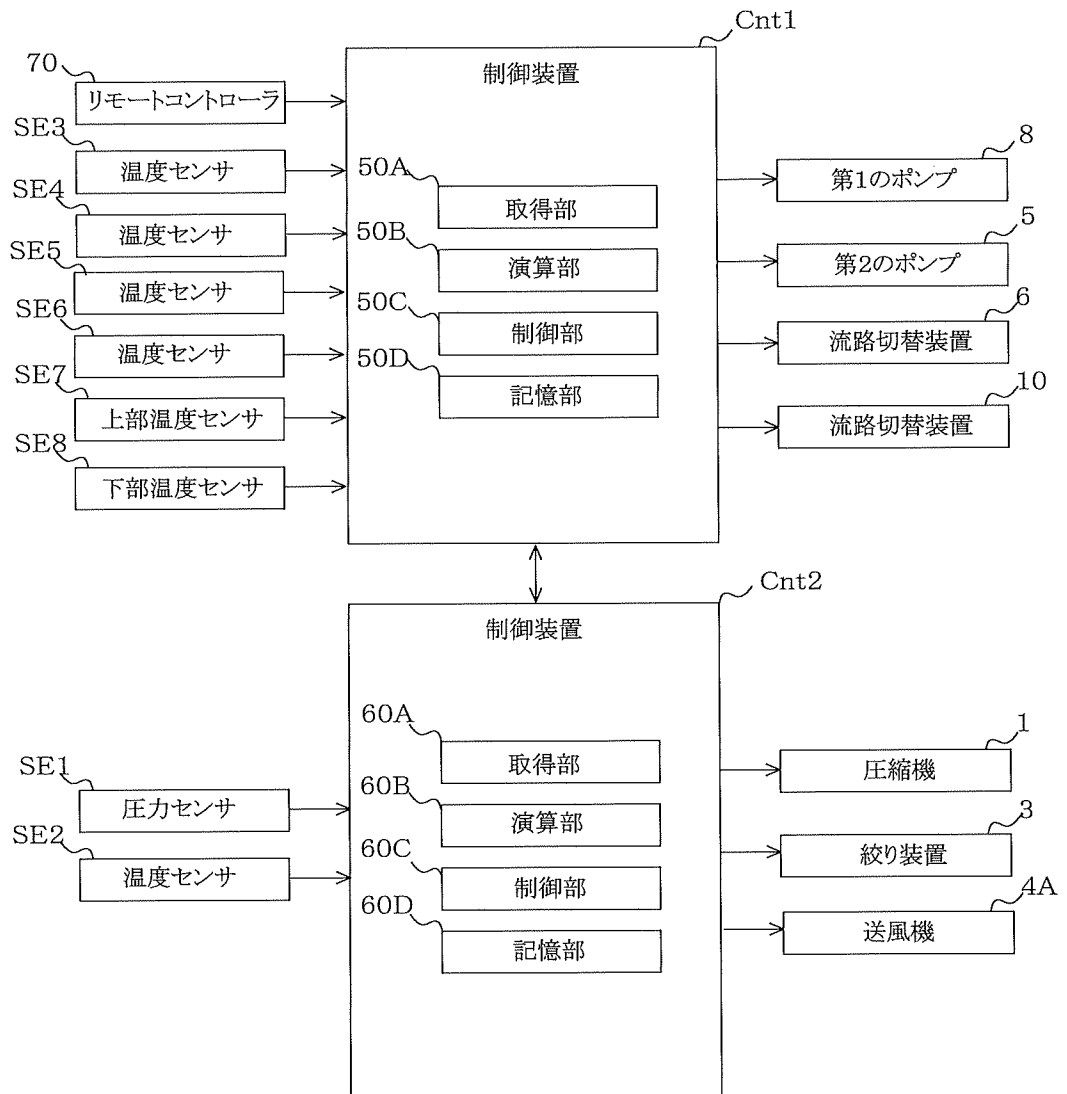 Cnt1
制御装置
70
リモートコントローラ
SE3
温度センサ
SE4
温度センサ
SE5
温度センサ
SE6
温度センサ
SE7
上部温度センサ
SE8
下部温度センサ
50A
取得部
50B
演算部
50C
制御部
50D
記憶部
8
第1のポンプ
5
第2のポンプ
6
流路切替装置
10
流路切替装置
Cnt2
制御装置
SE1
圧力センサ
SE2
温度センサ
60A
取得部
60B
演算部
60C
制御部
60D
記憶部
1
圧縮機
3
絞り装置
4A
送風機